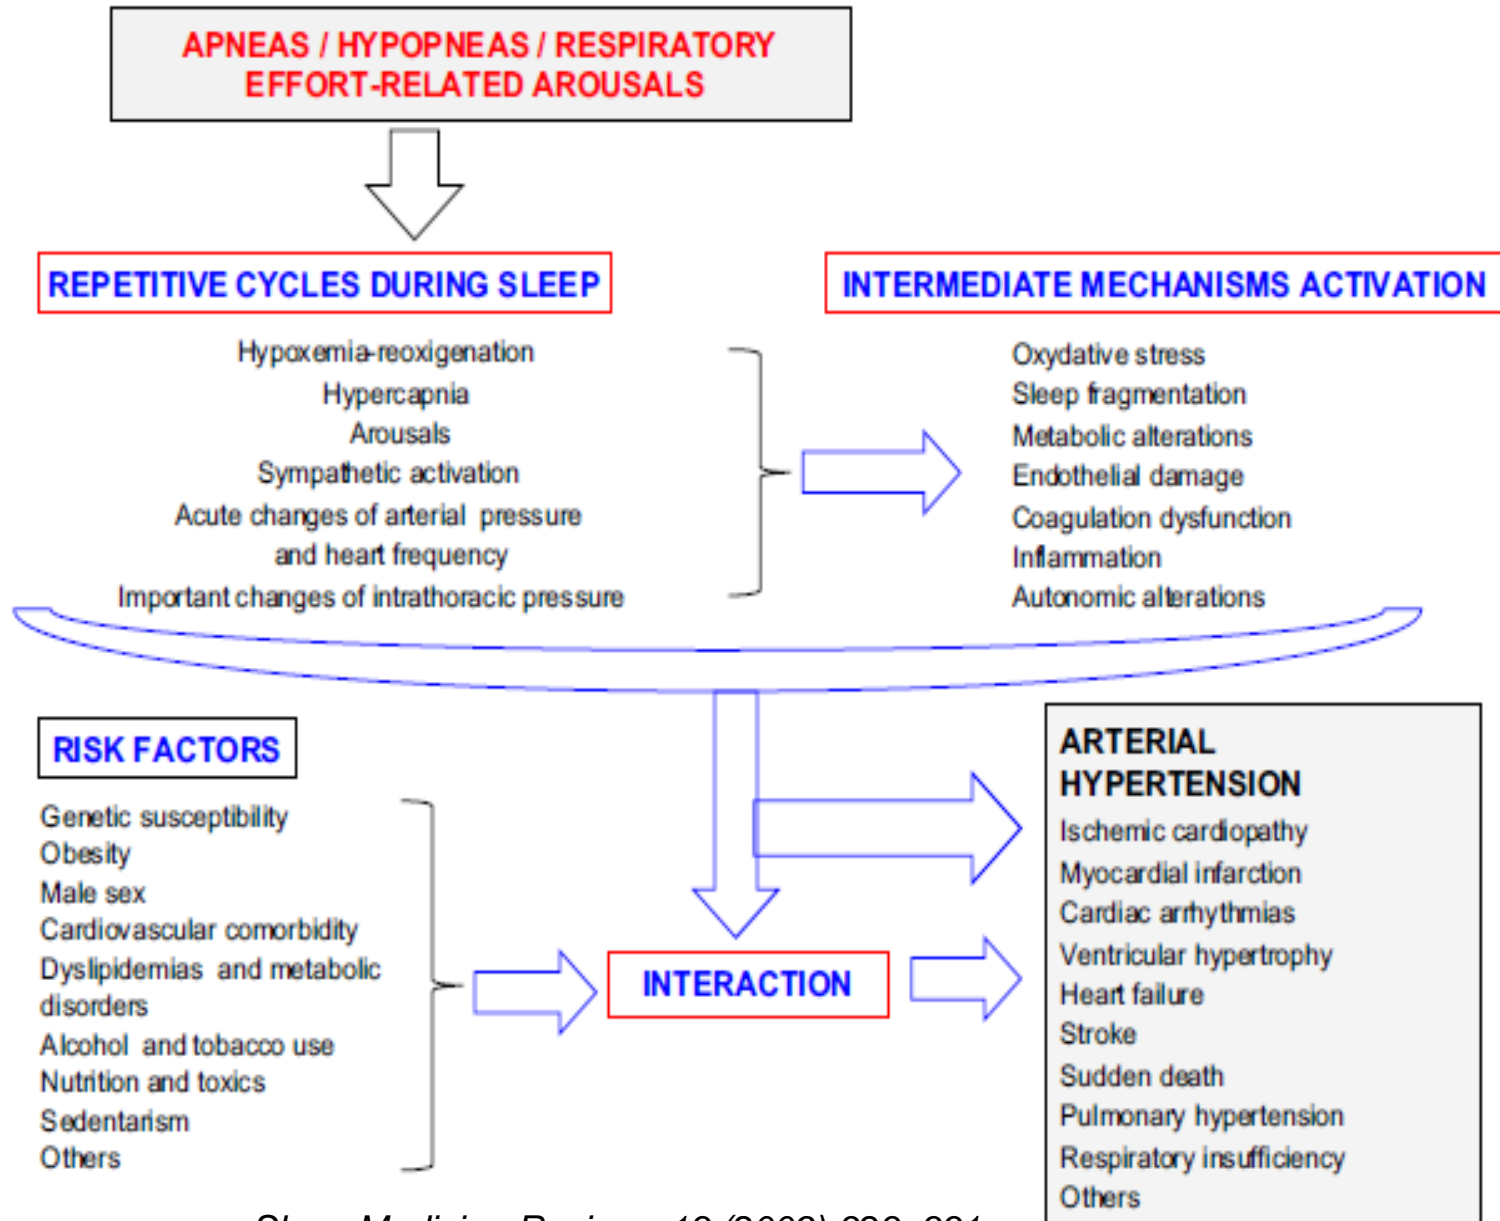 APNEAS / HYPOPNEAS / RESPIRATORY
EFFORT-RELATED AROUSALS
REPETITIVE CYCLES DURING SLEEP
Hypoxemia-reoxigenation
Hypercapnia
Arousals
Sympathetic activation
Acute changes of arterial pressure
and heart frequency
Important changes of intrathoracic pressure
INTERMEDIATE MECHANISMS ACTIVATION
Oxydative stress
Sleep fragmentation
Metabolic alterations
Endothelial damage
Coagulation dysfunction
Inflammation
Autonomic alterations
RISK FACTORS
Genetic susceptibility
Obesity
Male sex
Cardiovascular comorbidity
Dyslipidemias and metabolic
disorders
Alcohol and tobacco use
Nutrition and toxics
Sedentarism
Others
INTERACTION
ARTERIAL
HYPERTENSION
Ischemic cardiopathy
Myocardial infarction
Cardiac arrhythmias
Ventricular hypertrophy
Heart failure
Stroke
Sudden death
Pulmonary hypertension
Respiratory insufficiency
Others
Sleep Medicine Reviews